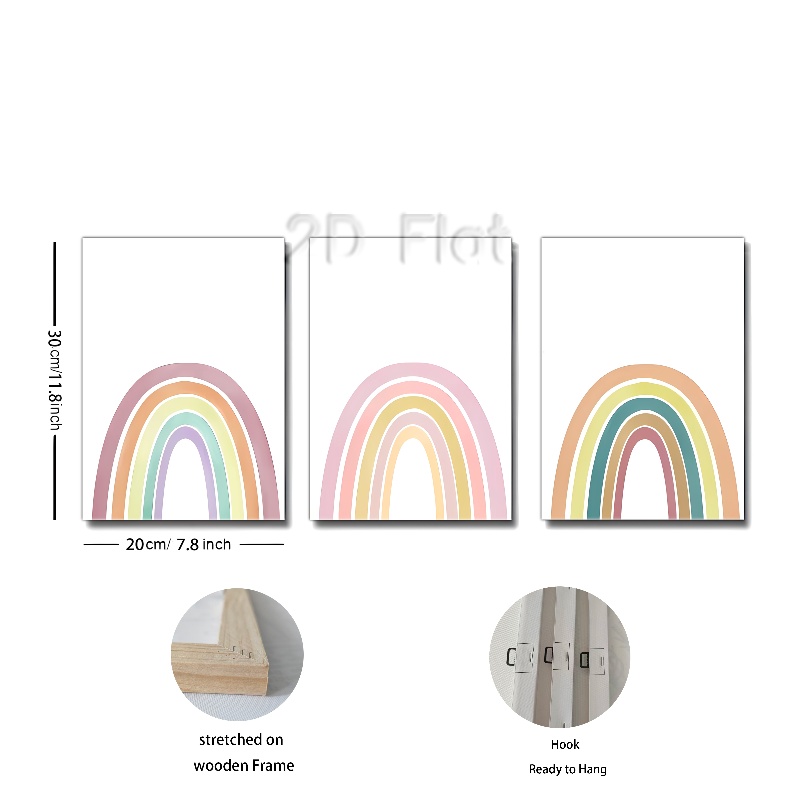 2D Flat
30cm/11.8inch
20cm/ 7.8 inch
stretched on
wooden Frame
Hook
Ready to Hang